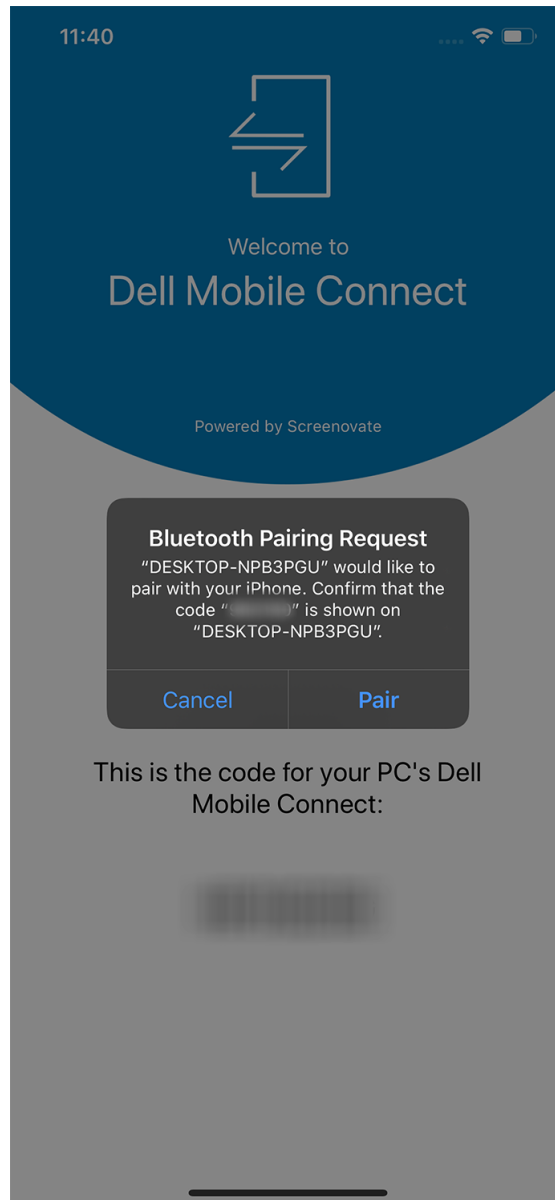 11:40
Welcome to
Dell Mobile Connect
Powered by Screenovate
Bluetooth Pairing Request
“DESKTOP-NPB3PGU” would like to
pair with your iPhone. Confirm that the
code “ ” is shown on
“DESKTOP-NPB3PGU”.
Cancel
Pair
This is the code for your PC's Dell
Mobile Connect: